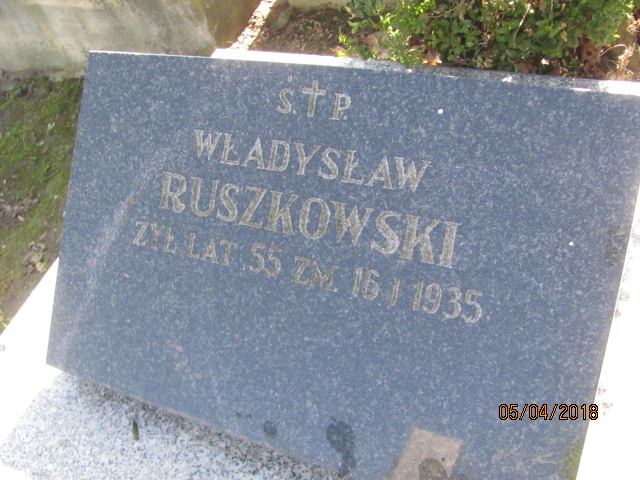 Ś † P.
WŁADYSŁAW
RUSZKOWSKI
ŻYŁ LAT 55 ZM. 16 I 1935
05/04/2018